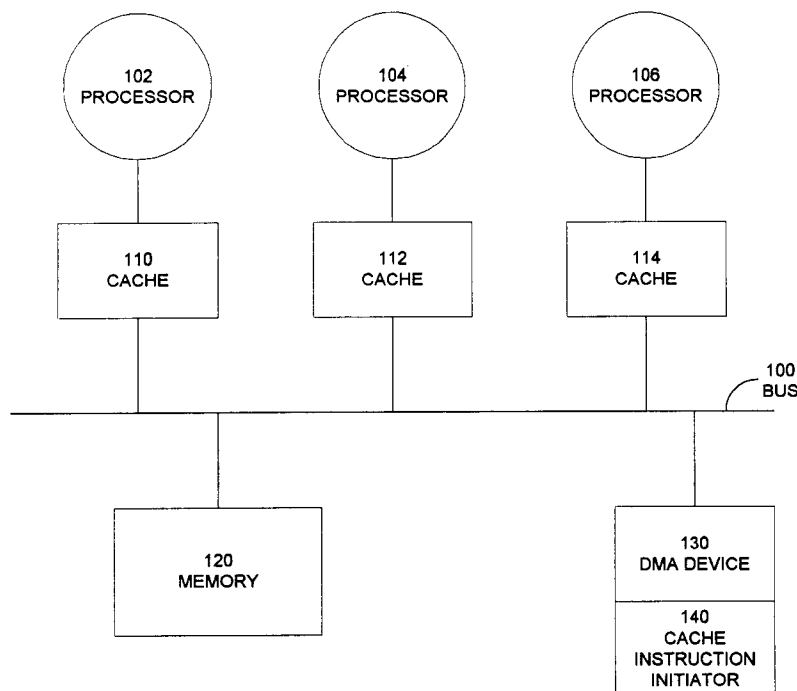 102
PROCESSOR
104
PROCESSOR
106
PROCESSOR
110
CACHE
112
CACHE
114
CACHE
100
BUS
120
MEMORY
130
DMA DEVICE
140
CACHE
INSTRUCTION
INITIATOR